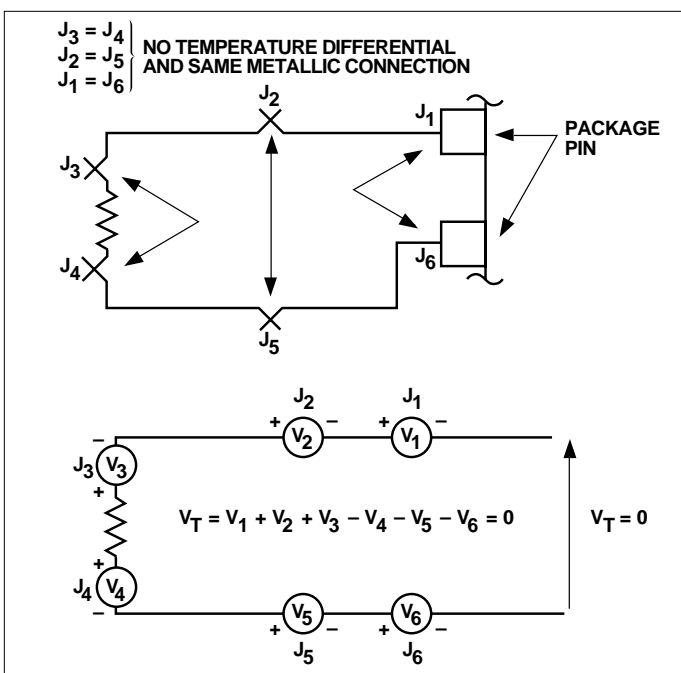 J3 = J4
J2 = J5
J1 = J6
NO TEMPERATURE DIFFERENTIAL
AND SAME METALLIC CONNECTION
J2
J1
PACKAGE
PIN
J3
J4
J6
J5
J2
J1
+ V2 −
+ V1 −
−
J3 V3
+
VT = V1 + V2 + V3 − V4 − V5 − V6 = 0
VT = 0
+
J4 V4
−
+ V5 −
+ V6 −
J5
J6